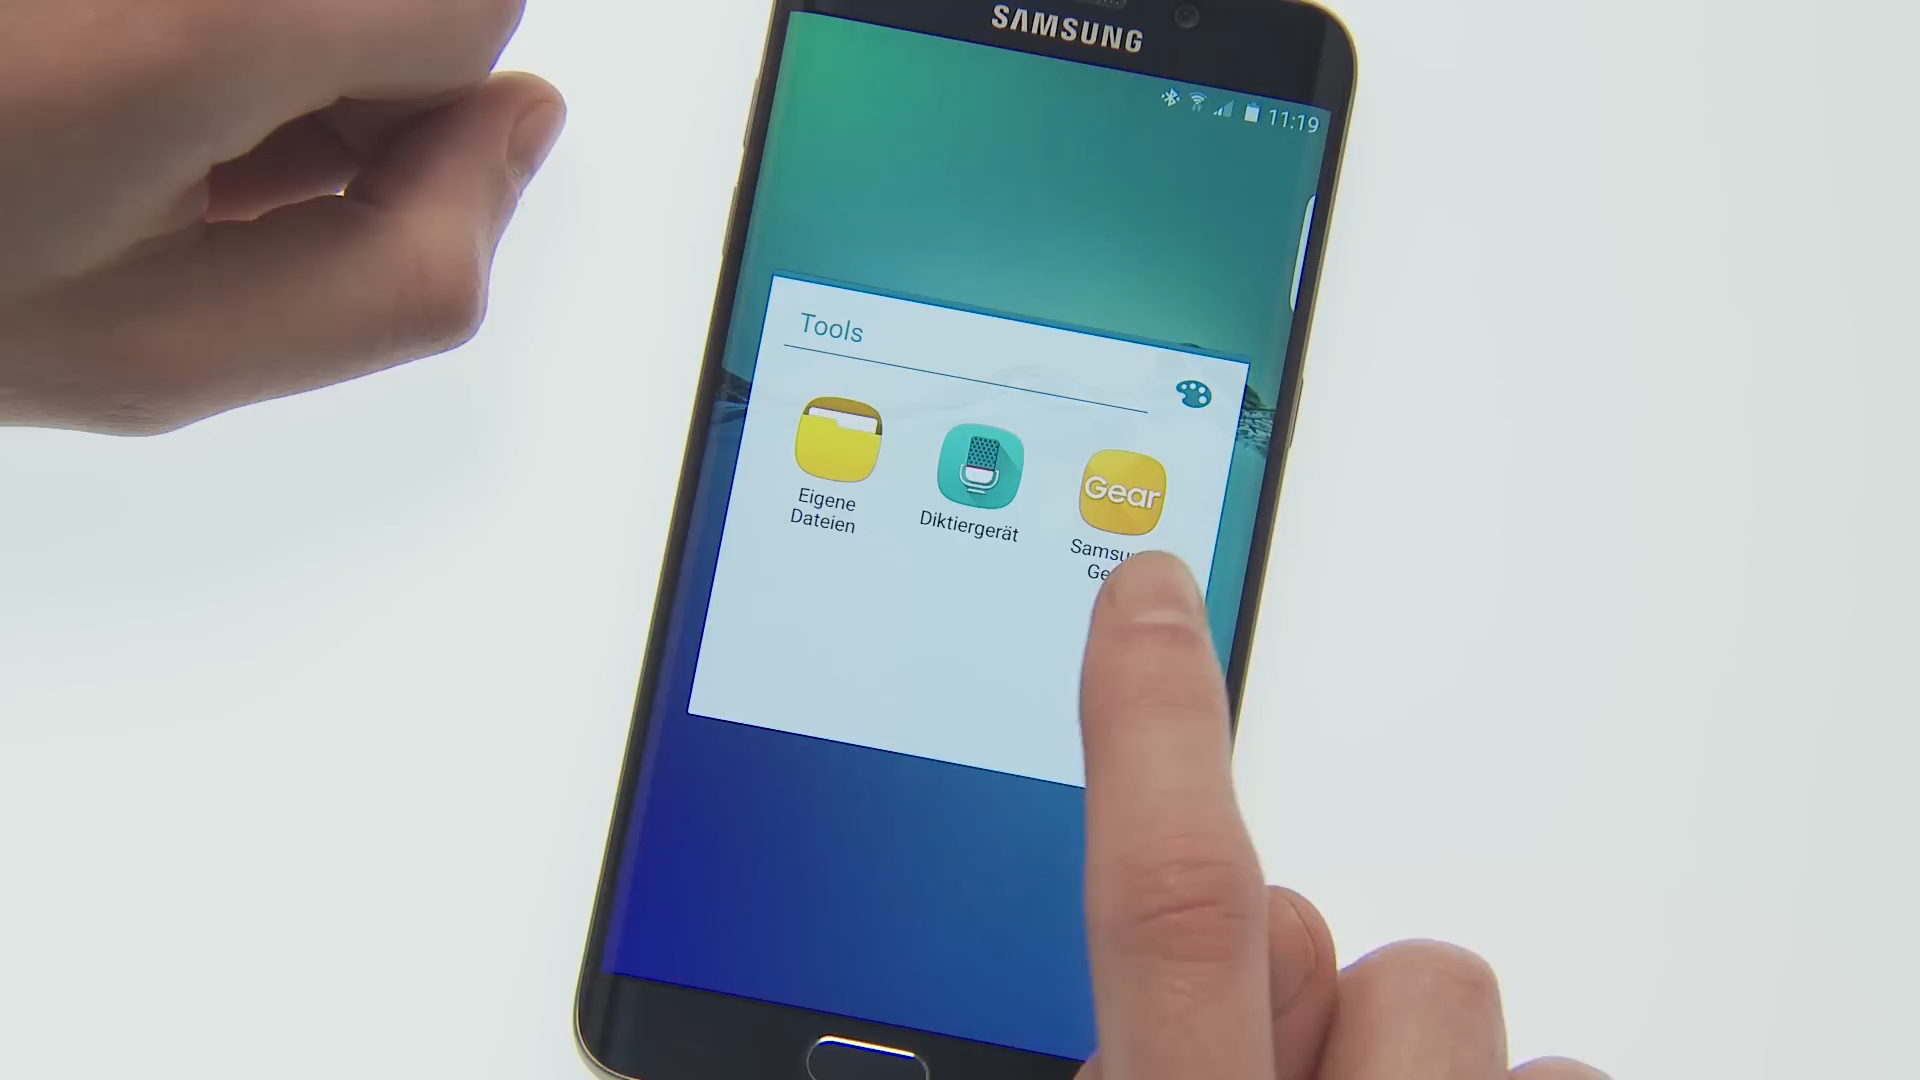 SAMSUNG
11:19
Tools
Eigene
Dateien
Diktiergerät
Gear